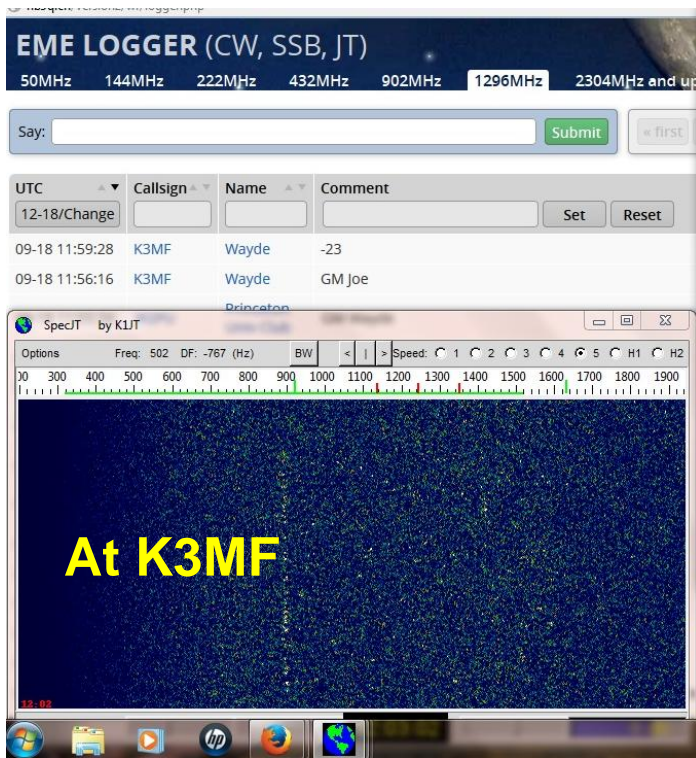 EME LOGGER (CW, SSB, JT)
50MHz 144MHz 222MHz 432MHz 902MHz 1296MHz 2304MHz and up
Say: Submit « first
UTC Callsign Name Comment
12-18/Change Set Reset
09-18 11:59:28 K3MF Wayde -23
09-18 11:56:16 K3MF Wayde GM Joe
Princeton
SpecJT by K1JT
Options Freq: 502 DF: -767 (Hz) BW < | > Speed: 1 2 3 4 5 H1 H2
300 400 500 600 700 800 900 1000 1100 1200 1300 1400 1500 1600 1700 1800 1900
At K3MF
12:02
hp